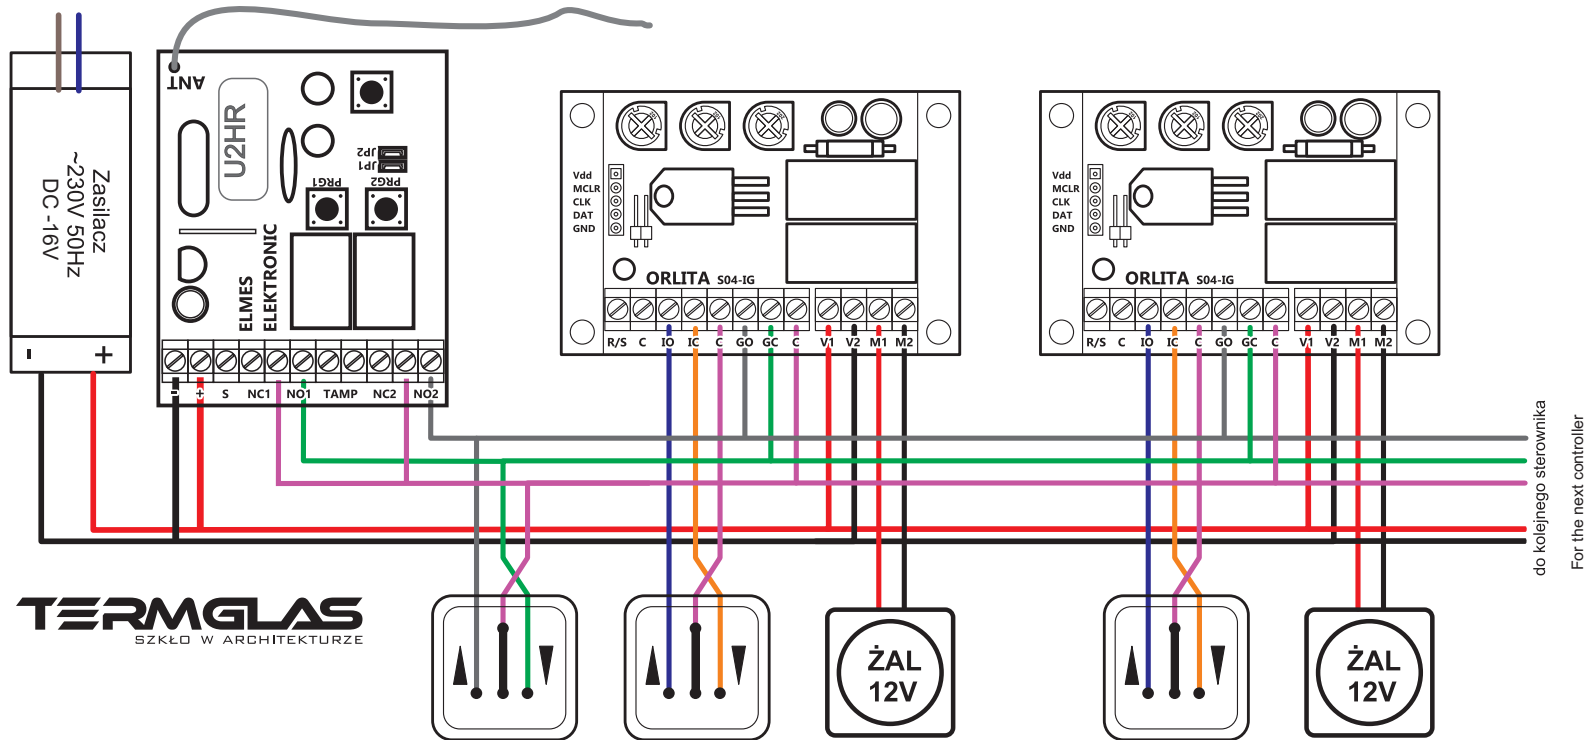 Zasilacz
~230V 50Hz
DC -16V
- +
ANT
U2HR
JP2
JP1
PRG1 PRG2
ELMES
ELEKTRONIC
- + S NC1 NO1 TAMP NC2 NO2
Vdd
MCLR
CLK
DAT
GND
ORLITA S04-IG
R/S C IO IC C GO GC C V1 V2 M1 M2
Vdd
MCLR
CLK
DAT
GND
ORLITA S04-IG
R/S C IO IC C GO GC C V1 V2 M1 M2
do kolejnego sterownika
For the next controller
TERMGLAS
SZKŁO W ARCHITEKTURZE
ŻAL
12V
ŻAL
12V